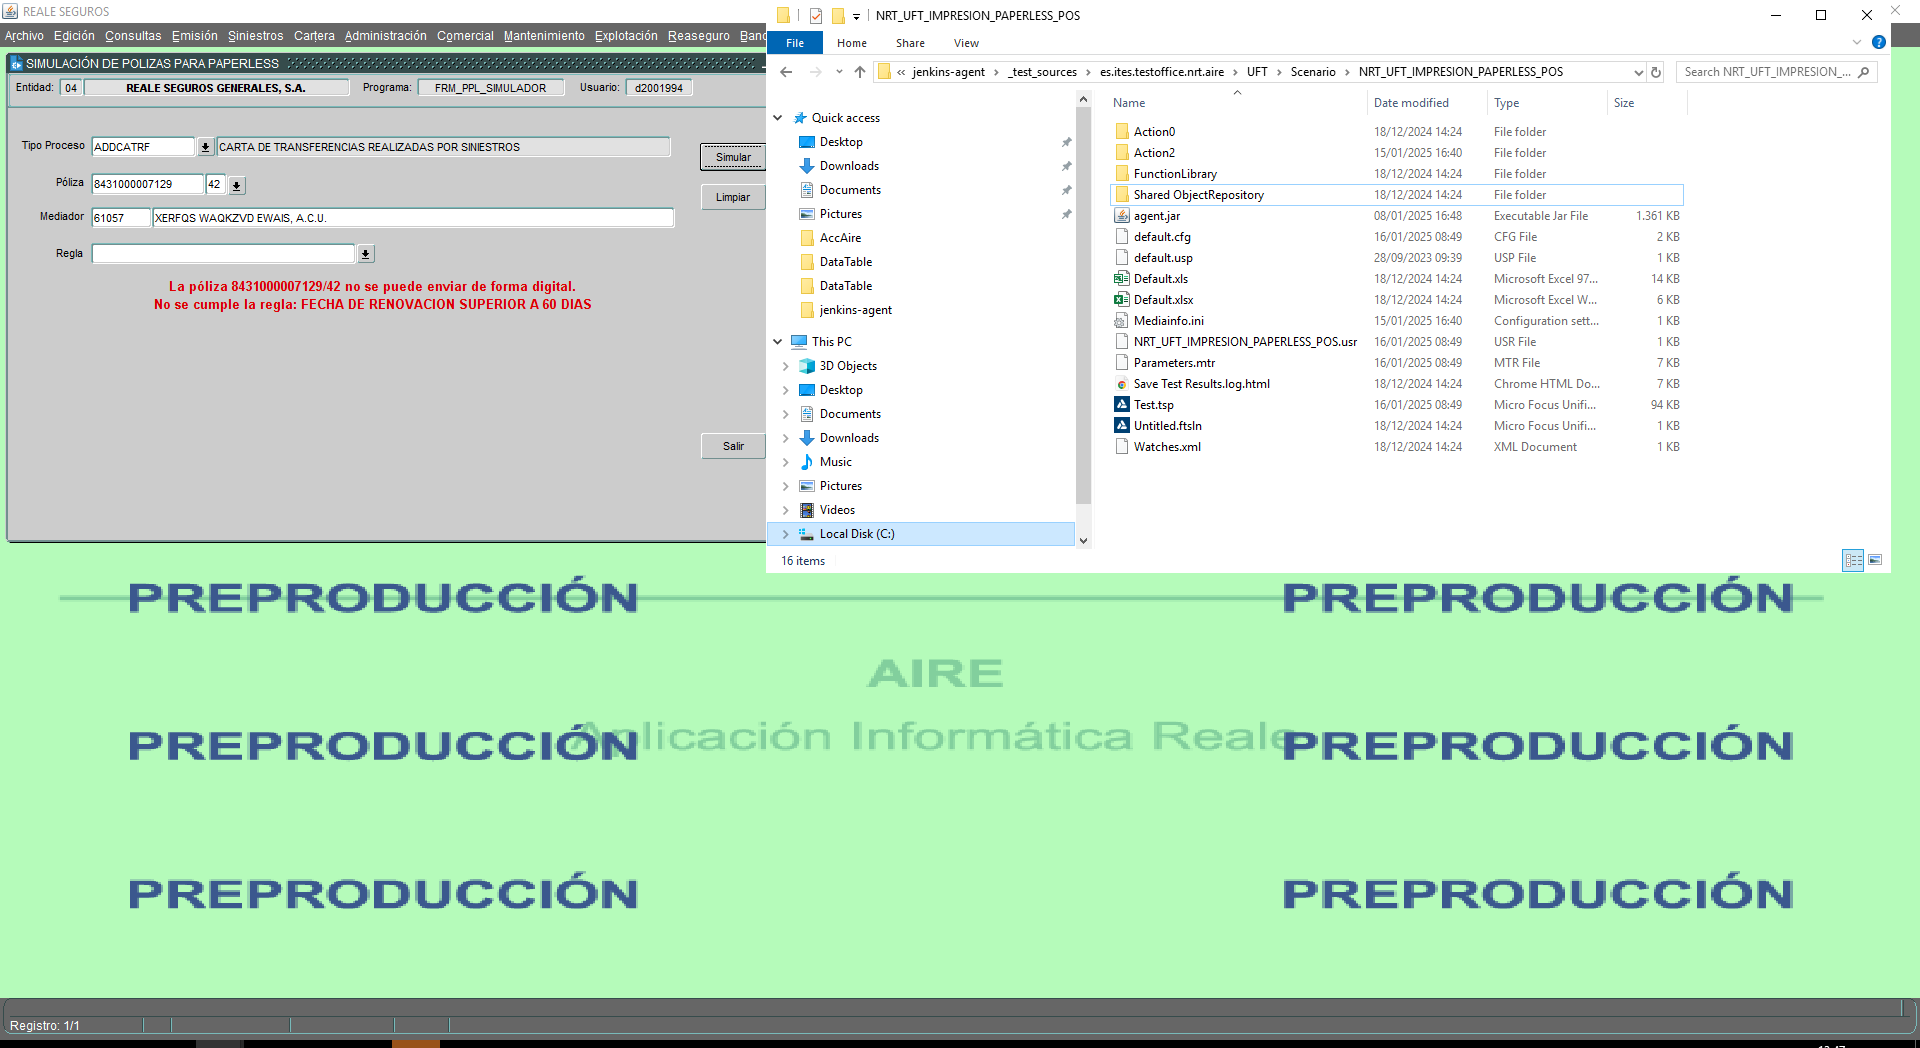 REALE SEGUROS
Archivo Edición Consultas Emisión Siniestros Cartera Administración Comercial Mantenimiento Explotación Reaseguro Banc
SIMULACIÓN DE POLIZAS PARA PAPERLESS
Entidad: 04 REALE SEGUROS GENERALES, S.A. Programa: FRM_PPL_SIMULADOR Usuario: d2001994
Tipo Proceso ADDCATRF CARTA DE TRANSFERENCIAS REALIZADAS POR SINIESTROS
Simular
Póliza 8431000007129 42
Limpiar
Mediador 61057 XERFQS WAQKZVD EWAIS, A.C.U.
Regla
La póliza 8431000007129/42 no se puede enviar de forma digital.
No se cumple la regla: FECHA DE RENOVACION SUPERIOR A 60 DIAS
Salir
NRT_UFT_IMPRESION_PAPERLESS_POS
File Home Share View
« jenkins-agent _test_sources es.ites.testoffice.nrt.aire UFT Scenario NRT_UFT_IMPRESION_PAPERLESS_POS
Search NRT_UFT_IMPRESION_...
Quick access
Desktop
Downloads
Documents
Pictures
AccAire
DataTable
DataTable
jenkins-agent
This PC
3D Objects
Desktop
Documents
Downloads
Music
Pictures
Videos
Local Disk (C:)
Name Date modified Type Size
Action0 18/12/2024 14:24 File folder
Action2 15/01/2025 16:40 File folder
FunctionLibrary 18/12/2024 14:24 File folder
Shared ObjectRepository 18/12/2024 14:24 File folder
agent.jar 08/01/2025 16:48 Executable Jar File 1.361 KB
default.cfg 16/01/2025 08:49 CFG File 2 KB
default.usp 28/09/2023 09:39 USP File 1 KB
Default.xls 18/12/2024 14:24 Microsoft Excel 97... 14 KB
Default.xlsx 18/12/2024 14:24 Microsoft Excel W... 6 KB
Mediainfo.ini 15/01/2025 16:40 Configuration sett... 1 KB
NRT_UFT_IMPRESION_PAPERLESS_POS.usr 16/01/2025 08:49 USR File 1 KB
Parameters.mtr 16/01/2025 08:49 MTR File 7 KB
Save Test Results.log.html 18/12/2024 14:24 Chrome HTML Do... 7 KB
Test.tsp 16/01/2025 08:49 Micro Focus Unifi... 94 KB
Untitled.ftsln 18/12/2024 14:24 Micro Focus Unifi... 1 KB
Watches.xml 18/12/2024 14:24 XML Document 1 KB
16 items
PREPRODUCCIÓN PREPRODUCCIÓN
AIRE
Aplicación Informática Reale
PREPRODUCCIÓN PREPRODUCCIÓN
PREPRODUCCIÓN PREPRODUCCIÓN
Registro: 1/1